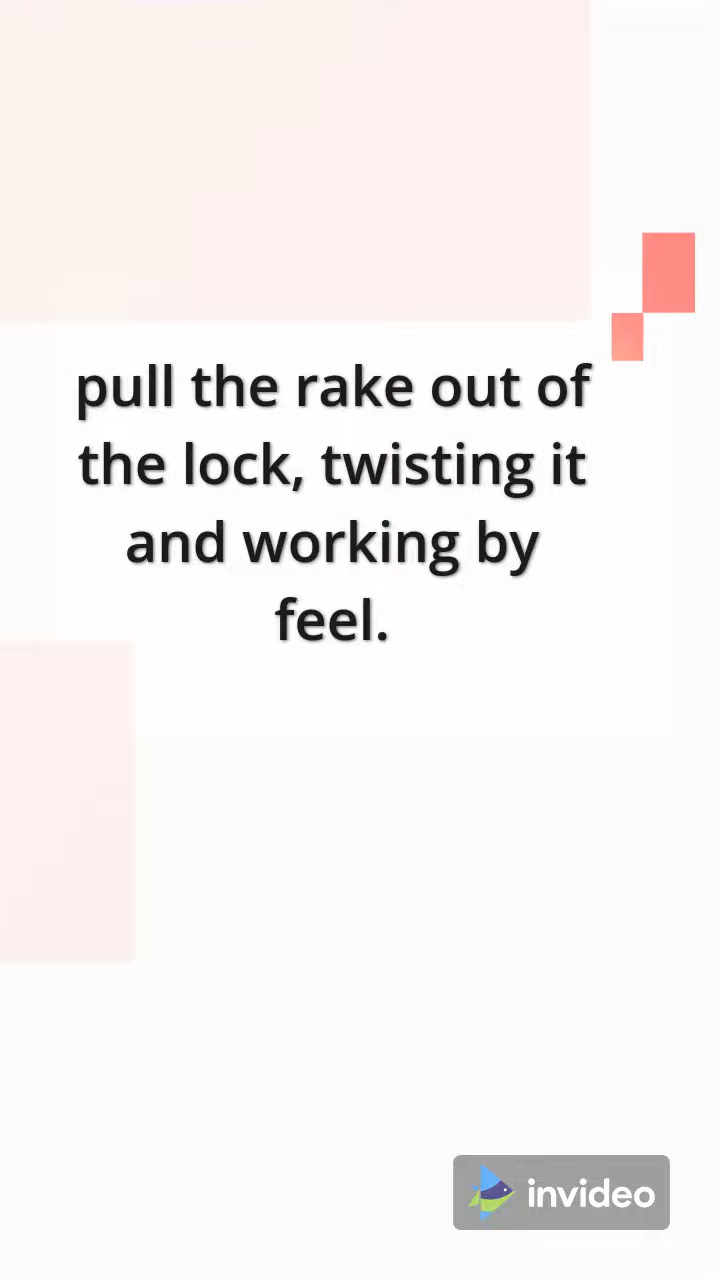 pull the rake out of
the lock, twisting it
and working by
feel.
invideo